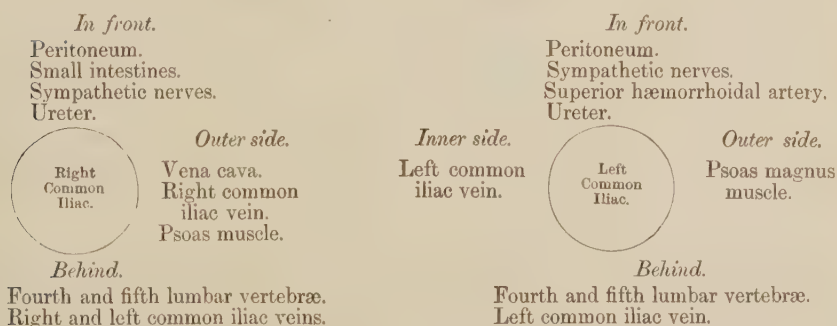 In front.
Peritoneum.
Small intestines.
Sympathetic nerves.
Ureter.
Right
Common
Iliac.
Outer side.
Vena cava.
Right common
iliac vein.
Psoas muscle.
Behind.
Fourth and fifth lumbar vertebræ.
Right and left common iliac veins.
In front.
Peritoneum.
Sympathetic nerves.
Superior hæmorrhoidal artery.
Ureter.
Inner side.
Left common
iliac vein.
Left
Common
Iliac.
Outer side.
Psoas magnus
muscle.
Behind.
Fourth and fifth lumbar vertebræ.
Left common iliac vein.